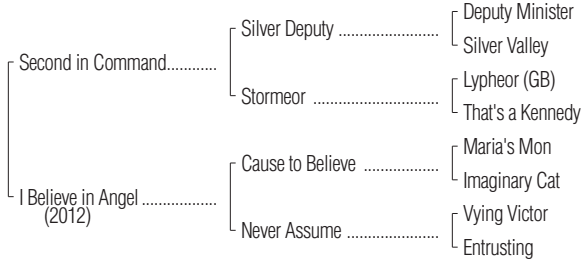 Deputy Minister
Silver Deputy ..........................
Silver Valley
Second in Command............
Lypheor (GB)
Stormeor ................................
That's a Kennedy
Maria's Mon
Cause to Believe ...................
Imaginary Cat
I Believe in Angel ..................
(2012)
Vying Victor
Never Assume .......................
Entrusting